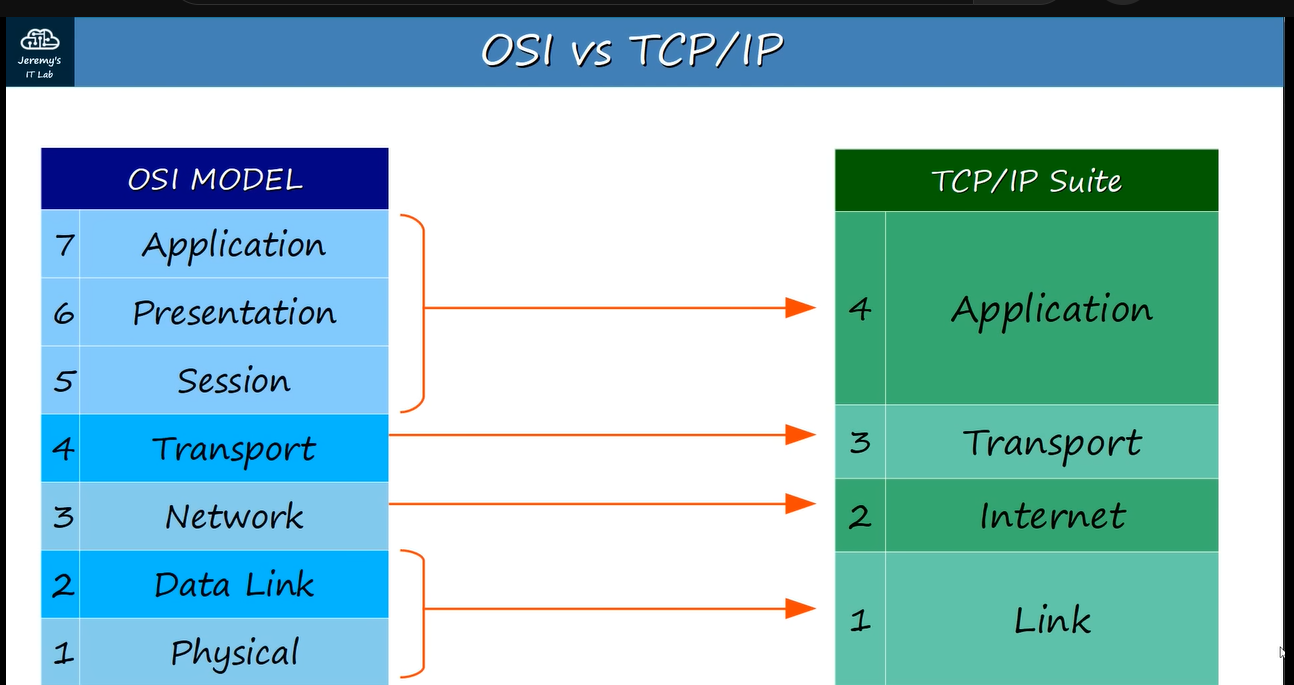 Jeremy's
IT Lab
OSI vs TCP/IP
OSI MODEL
7 Application
6 Presentation
5 Session
4 Transport
3 Network
2 Data Link
1 Physical
TCP/IP Suite
4 Application
3 Transport
2 Internet
1 Link